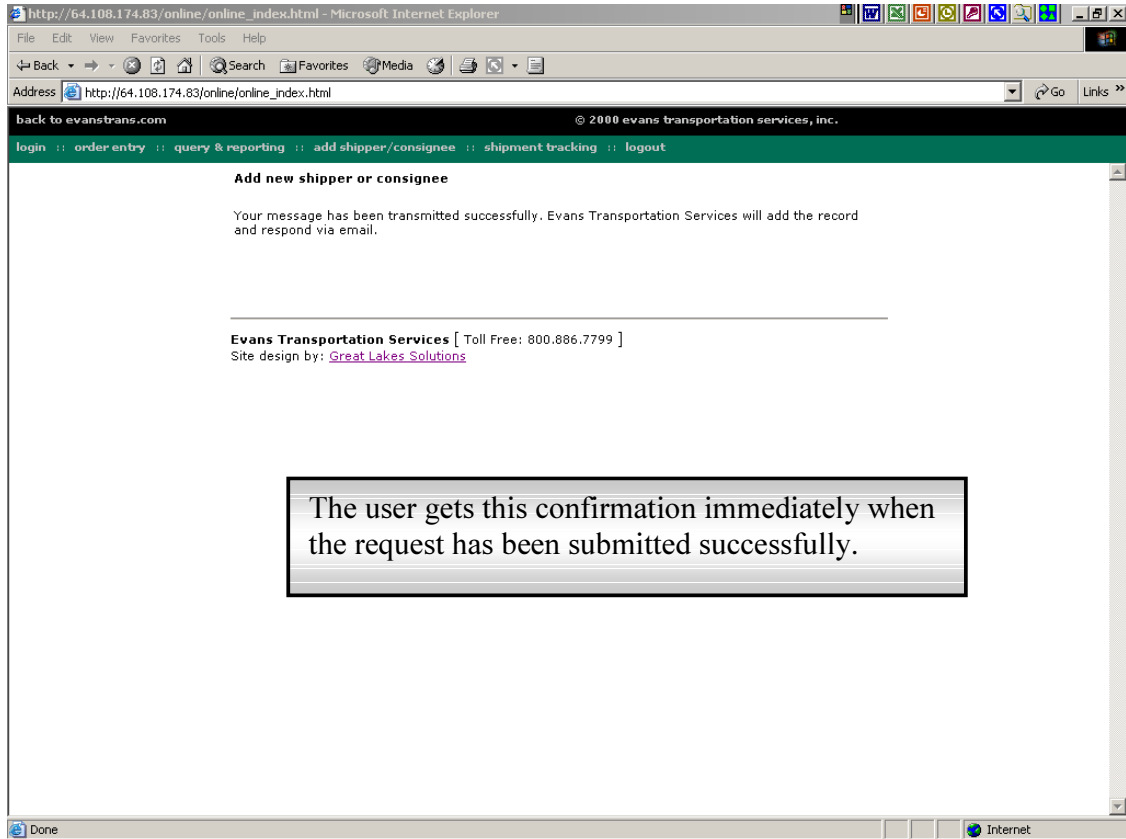 http://64.108.174.83/online/online_index.html - Microsoft Internet Explorer
File Edit View Favorites Tools Help
Back Search Favorites Media
Address http://64.108.174.83/online/online_index.html Go Links »
back to evanstrans.com © 2000 evans transportation services, inc.
login :: order entry :: query & reporting :: add shipper/consignee :: shipment tracking :: logout
Add new shipper or consignee
Your message has been transmitted successfully. Evans Transportation Services will add the record
and respond via email.
Evans Transportation Services [ Toll Free: 800.886.7799 ]
Site design by: Great Lakes Solutions
The user gets this confirmation immediately when
the request has been submitted successfully.
Done Internet